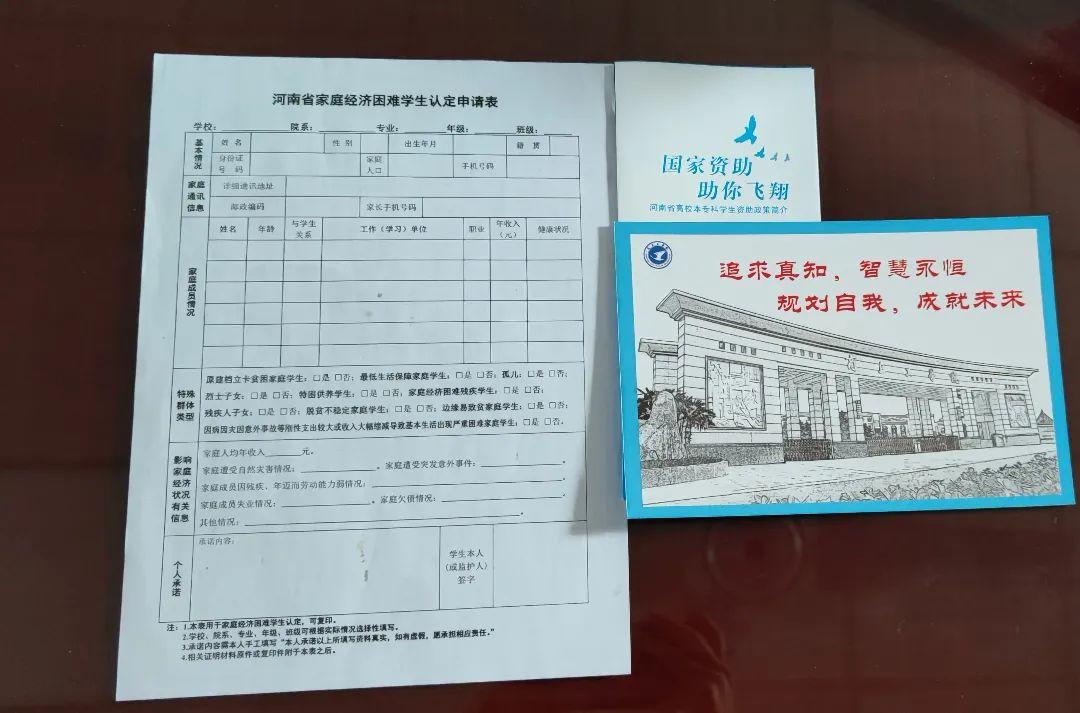 河南省家庭经济困难学生认定申请表
学校： 院系： 专业： 年级： 班级：
基本情况
姓名 性别 出生年月 籍贯
身份证号码 家庭人口 手机号码
家庭通讯信息
详细通讯地址
邮政编码 家长手机号码
家庭成员情况
姓名 年龄 与学生关系 工作（学习）单位 职业 年收入（元） 健康状况
特殊群体类型
原建档立卡贫困家庭学生：□是 □否； 最低生活保障家庭学生：□是 □否； 孤儿：□是 □否；
烈士子女：□是 □否； 特困供养学生：□是 □否； 家庭经济困难残疾学生：□是 □否；
残疾人子女：□是 □否； 脱贫不稳定家庭学生：□是 □否； 边缘易致贫家庭学生：□是 □否；
因病因灾因意外事故等刚性支出较大或收入大幅缩减导致基本生活出现严重困难家庭学生：□是 □否。
影响家庭经济状况有关信息
家庭人均年收入 元。
家庭遭受自然灾害情况： 。家庭遭受突发意外事件： 。
家庭成员因残疾、年迈而劳动能力弱情况： 。
家庭成员失业情况： 。家庭欠债情况： 。
其他情况： 。
个人承诺
承诺内容：
学生本人
（或监护人）
签字
注：1.本表用于家庭经济困难学生认定，可复印。
2.学校、院系、专业、年级、班级可根据实际情况选择性填写。
3.承诺内容需本人手工填写“本人承诺以上所填写资料真实，如有虚假，愿承担相应责任。”
4.相关证明材料原件或复印件附于本表之后。
国家资助
助你飞翔
河南省高校本专科学生资助政策简介
追求真知，智慧永恒
规划自我，成就未来